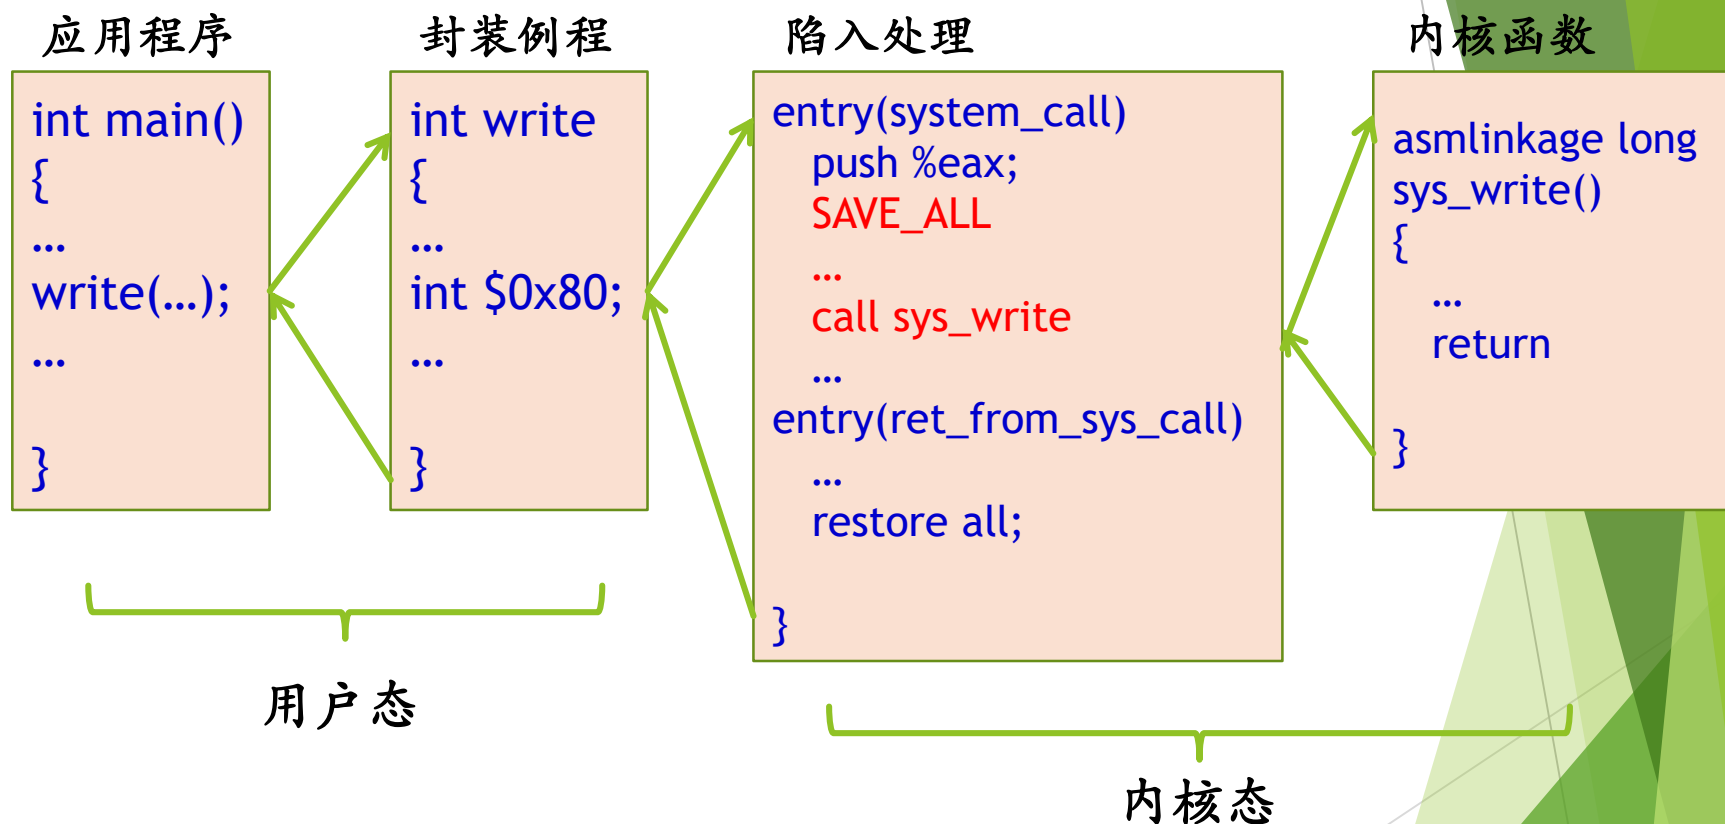 应用程序
int main()
{
…
write(…);
…
}
封装例程
int write
{
…
int $0x80;
…
}
陷入处理
entry(system_call)
push %eax;
SAVE_ALL
…
call sys_write
…
entry(ret_from_sys_call)
…
restore all;
}
内核函数
asmlinkage long
sys_write()
{
…
return
}
用户态
内核态